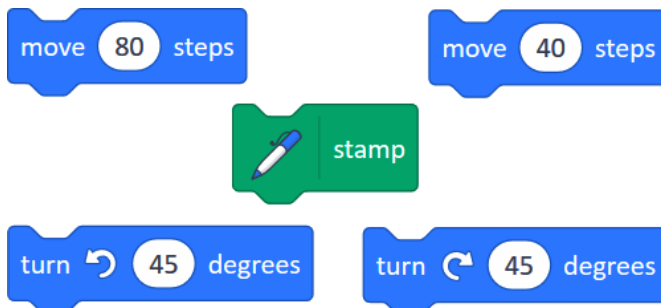 move 80 steps
move 40 steps
stamp
turn 45 degrees
turn 45 degrees